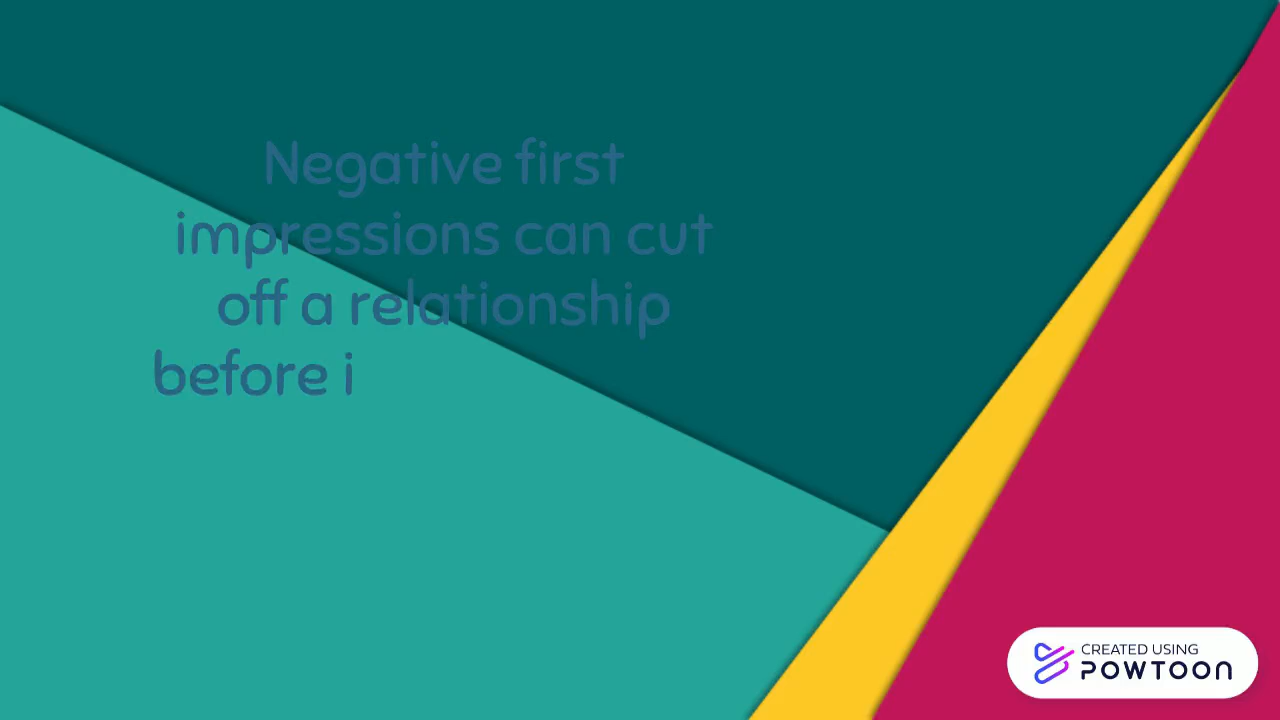 Negative first
impressions can cut
off a relationship
before i
CREATED USING
POWTOON